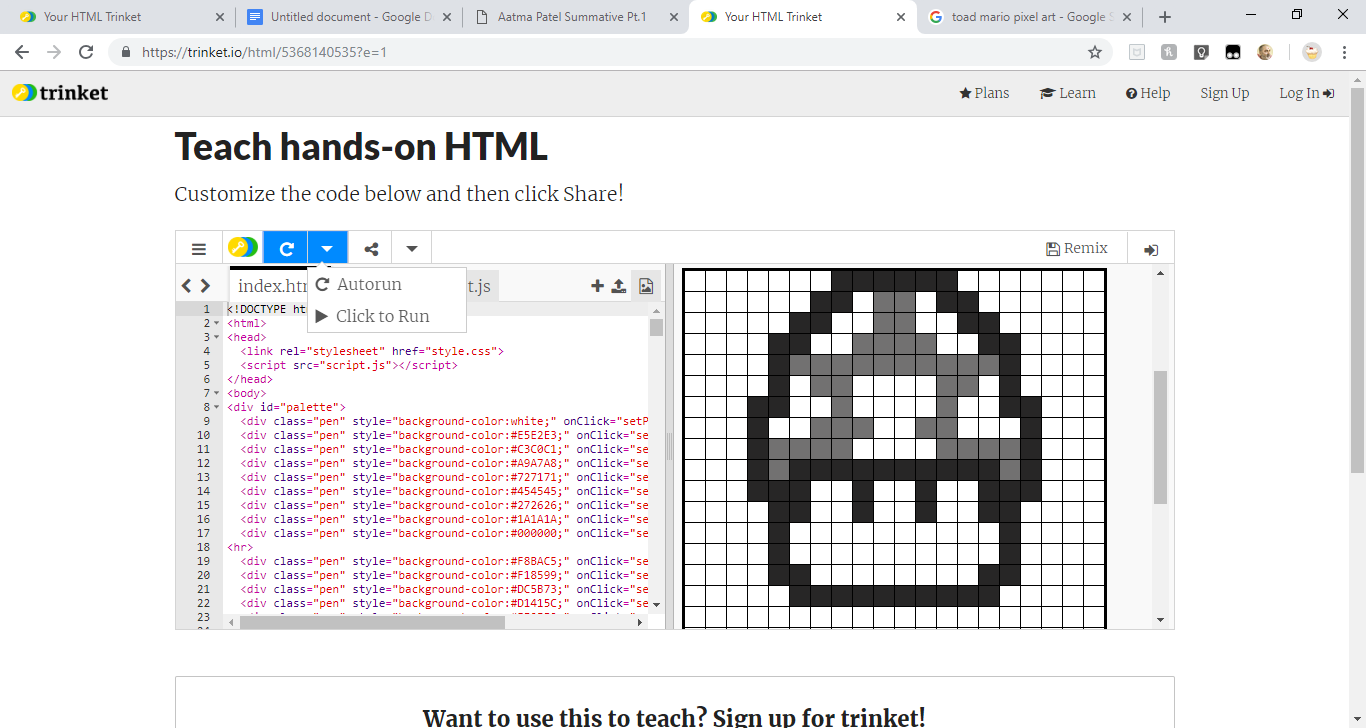 Your HTML Trinket
Untitled document - Google D
Aatma Patel Summative Pt.1
Your HTML Trinket
toad mario pixel art - Google S
https://trinket.io/html/5368140535?e=1
trinket
Plans
Learn
Help
Sign Up
Log In
Teach hands-on HTML
Customize the code below and then click Share!
Remix
index.htm
t.js
Autorun
Click to Run
1 <!DOCTYPE ht
2 <html>
3 <head>
4 <link rel="stylesheet" href="style.css">
5 <script src="script.js"></script>
6 </head>
7 <body>
8 <div id="palette">
9 <div class="pen" style="background-color:white;" onClick="setP
10 <div class="pen" style="background-color:#E5E2E3;" onClick="se
11 <div class="pen" style="background-color:#C3C0C1;" onClick="se
12 <div class="pen" style="background-color:#A9A7A8;" onClick="se
13 <div class="pen" style="background-color:#727171;" onClick="se
14 <div class="pen" style="background-color:#454545;" onClick="se
15 <div class="pen" style="background-color:#272626;" onClick="se
16 <div class="pen" style="background-color:#1A1A1A;" onClick="se
17 <div class="pen" style="background-color:#000000;" onClick="se
18 <hr>
19 <div class="pen" style="background-color:#F8BAC5;" onClick="se
20 <div class="pen" style="background-color:#F18599;" onClick="se
21 <div class="pen" style="background-color:#DC5B73;" onClick="se
22 <div class="pen" style="background-color:#D1415C;" onClick="se
23
Want to use this to teach? Sign up for trinket!